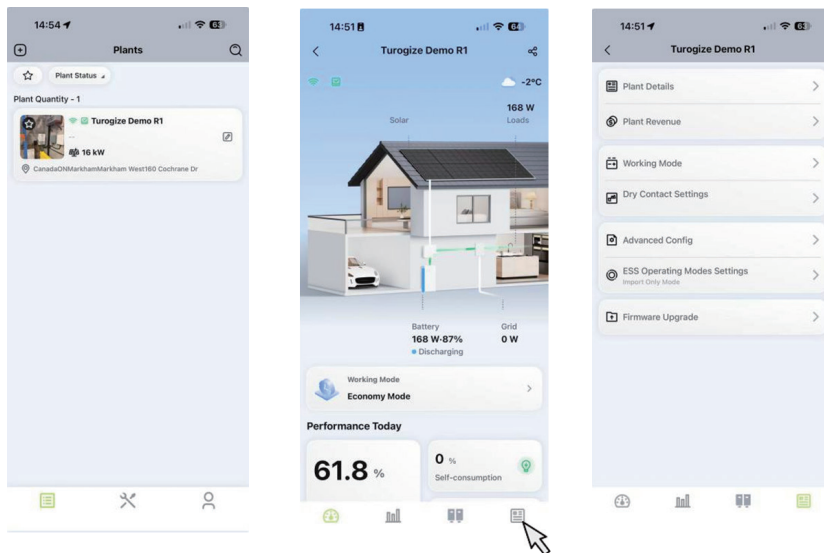 14:54
63
Plants
Plant Status
Plant Quantity - 1
Turogize Demo R1
--
16 kW
CanadaONMarkhamMarkham West160 Cochrane Dr
14:51
64
Turogize Demo R1
-2°C
168 W
Solar
Loads
Battery
Grid
168 W·87%
0 W
Discharging
Working Mode
Economy Mode
Performance Today
61.8 %
0 %
Self-consumption
14:51
63
Turogize Demo R1
Plant Details
Plant Revenue
Working Mode
Dry Contact Settings
Advanced Config
ESS Operating Modes Settings
Import Only Mode
Firmware Upgrade